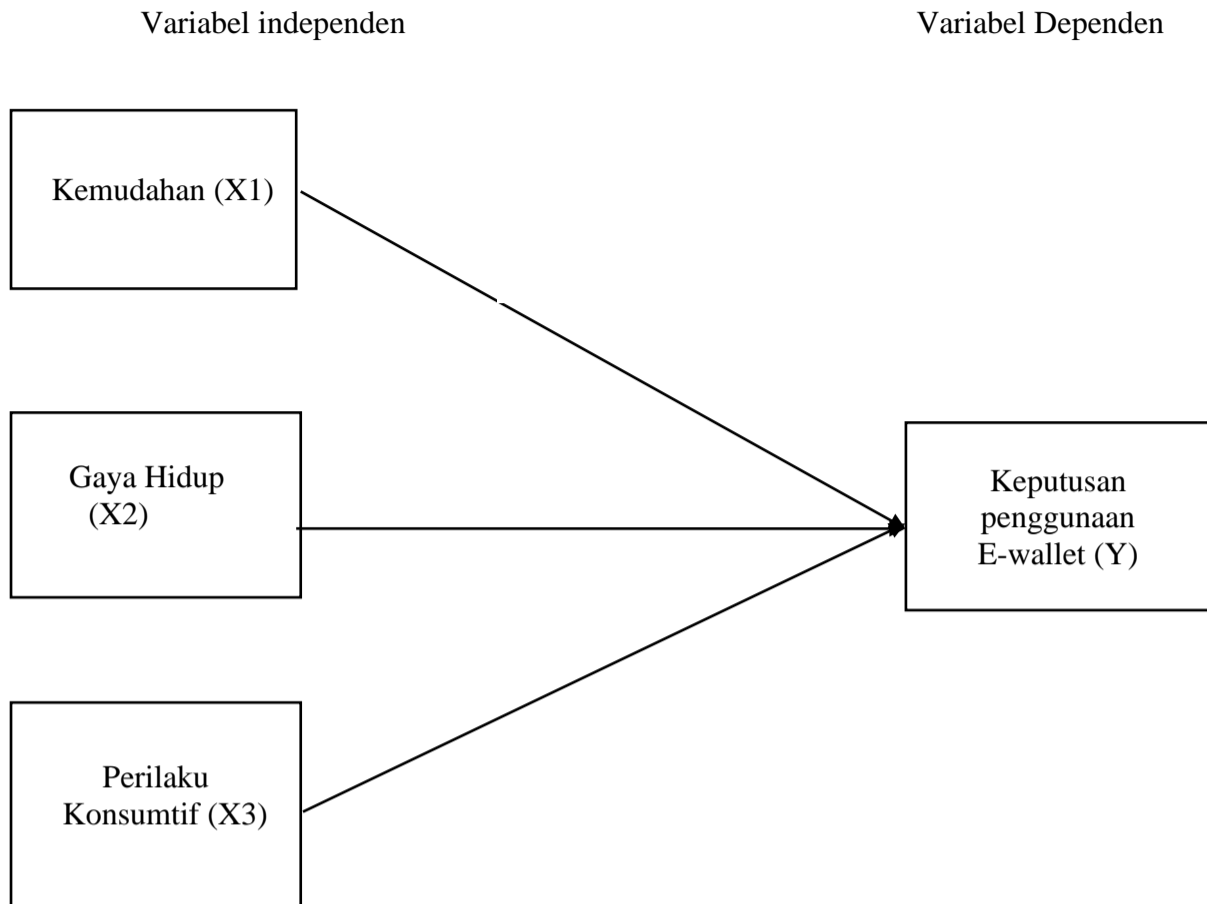 Variabel independen
Variabel Dependen
Kemudahan (X1)
Gaya Hidup
(X2)
Keputusan
penggunaan
E-wallet (Y)
Perilaku
Konsumtif (X3)